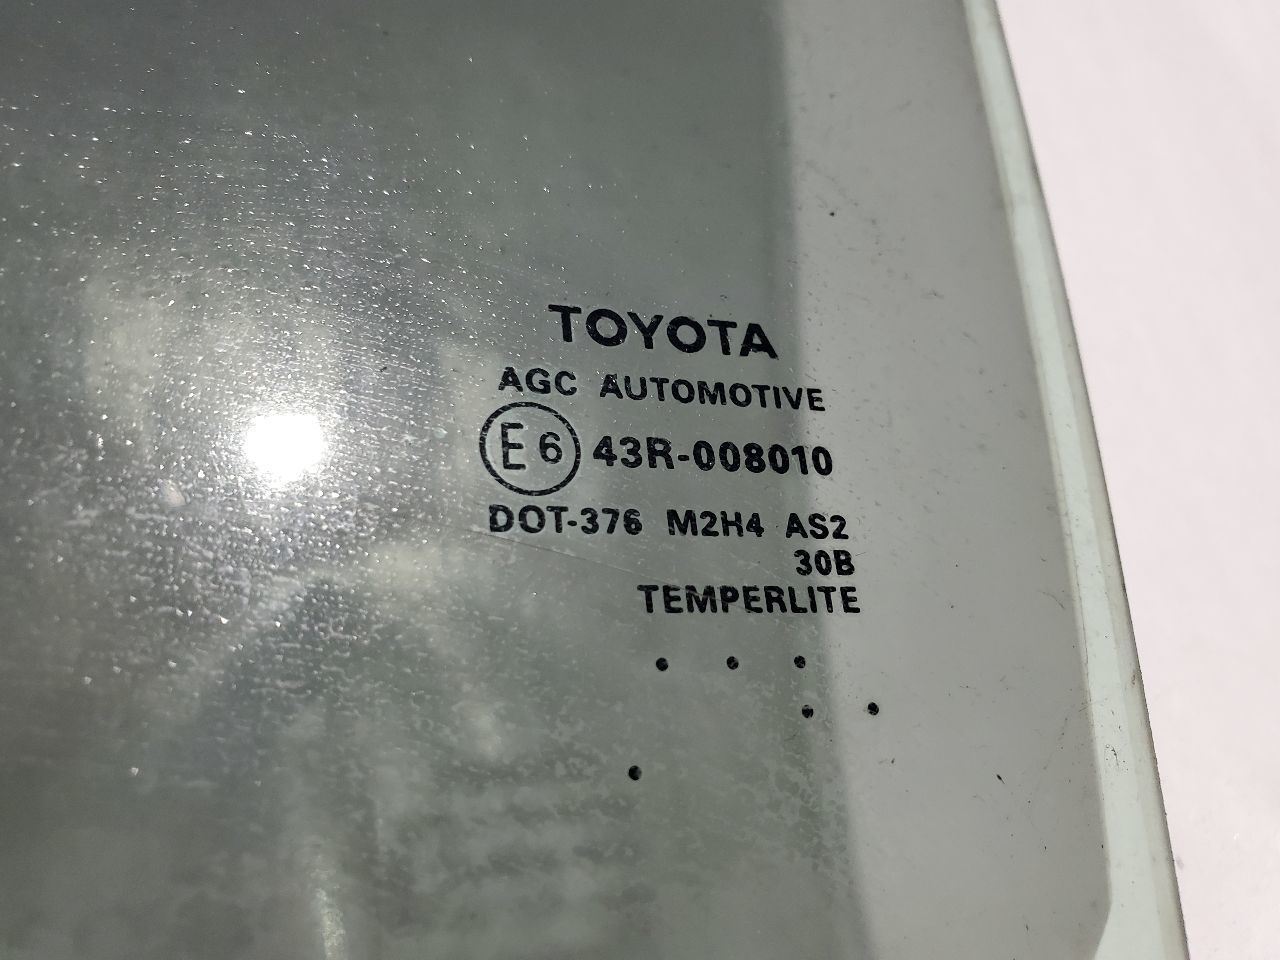 TOYOTA
AGC AUTOMOTIVE
E6 43R-008010
DOT-376 M2H4 AS2
30B
TEMPERLITE